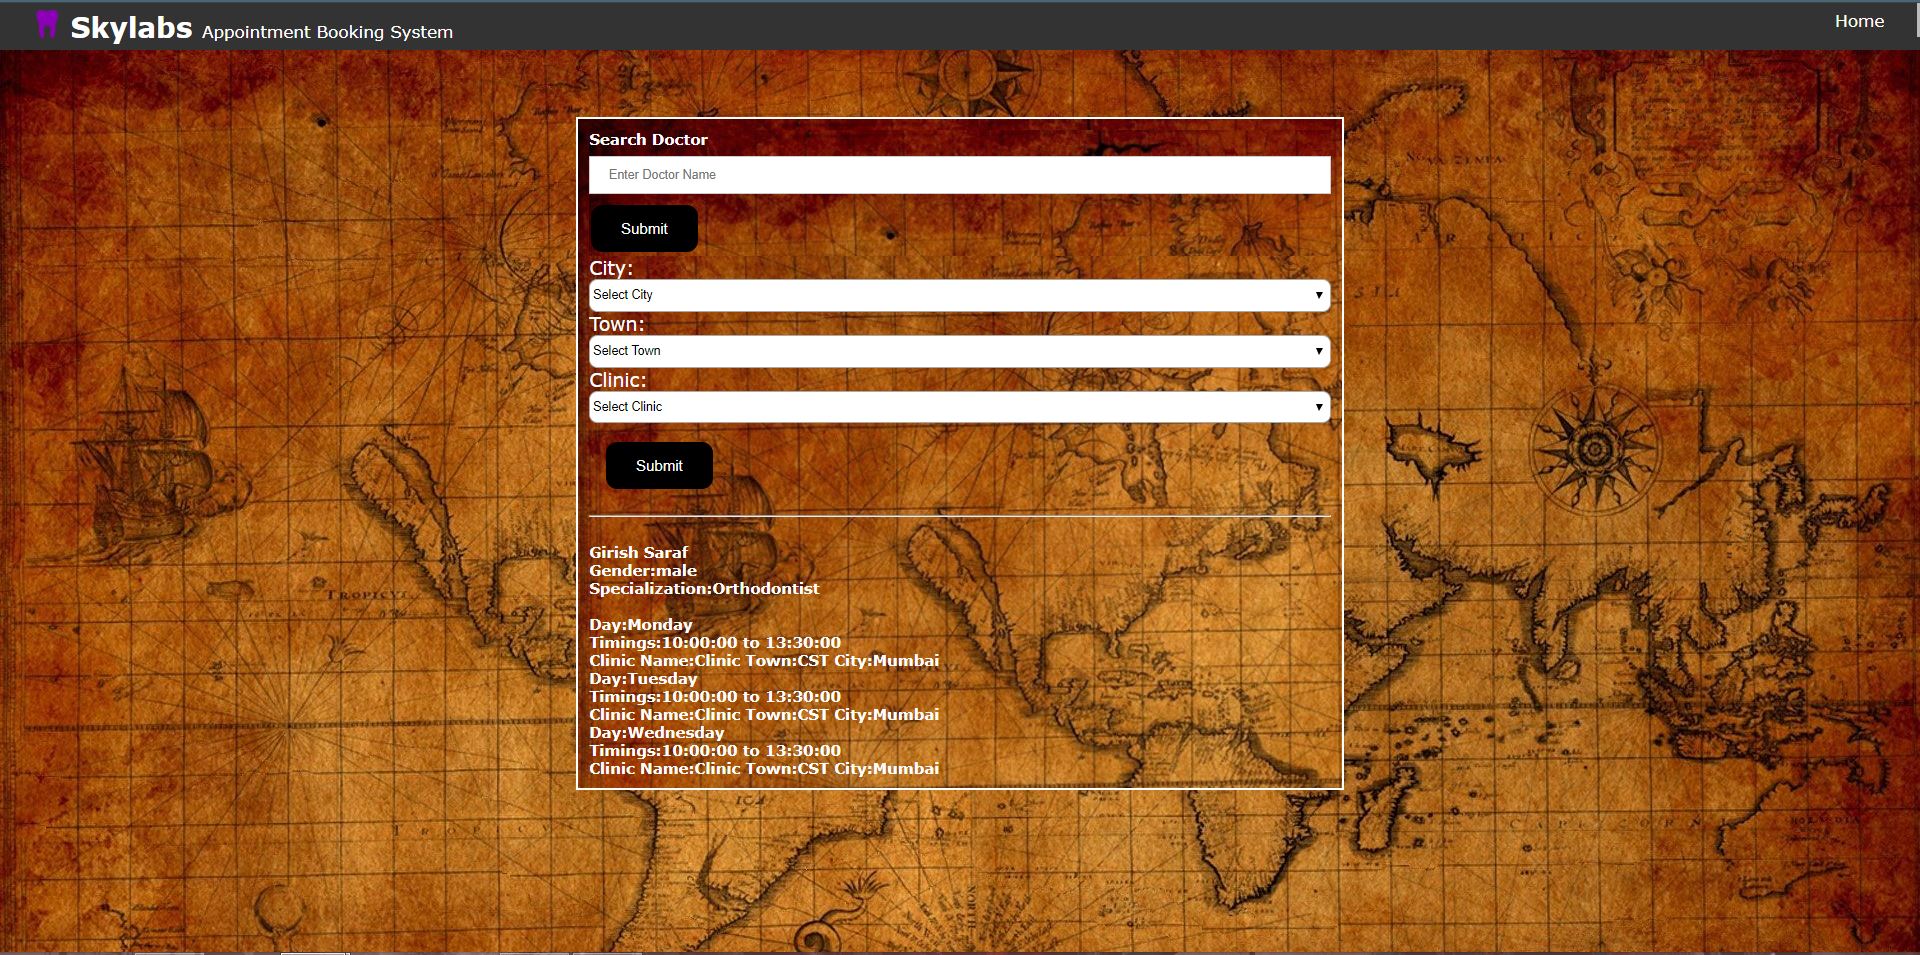 Skylabs Appointment Booking System
Home
Search Doctor
Enter Doctor Name
Submit
City:
Select City
Town:
Select Town
Clinic:
Select Clinic
Submit
Girish Saraf
Gender:male
Specialization:Orthodontist
Day:Monday
Timings:10:00:00 to 13:30:00
Clinic Name:Clinic Town:CST City:Mumbai
Day:Tuesday
Timings:10:00:00 to 13:30:00
Clinic Name:Clinic Town:CST City:Mumbai
Day:Wednesday
Timings:10:00:00 to 13:30:00
Clinic Name:Clinic Town:CST City:Mumbai